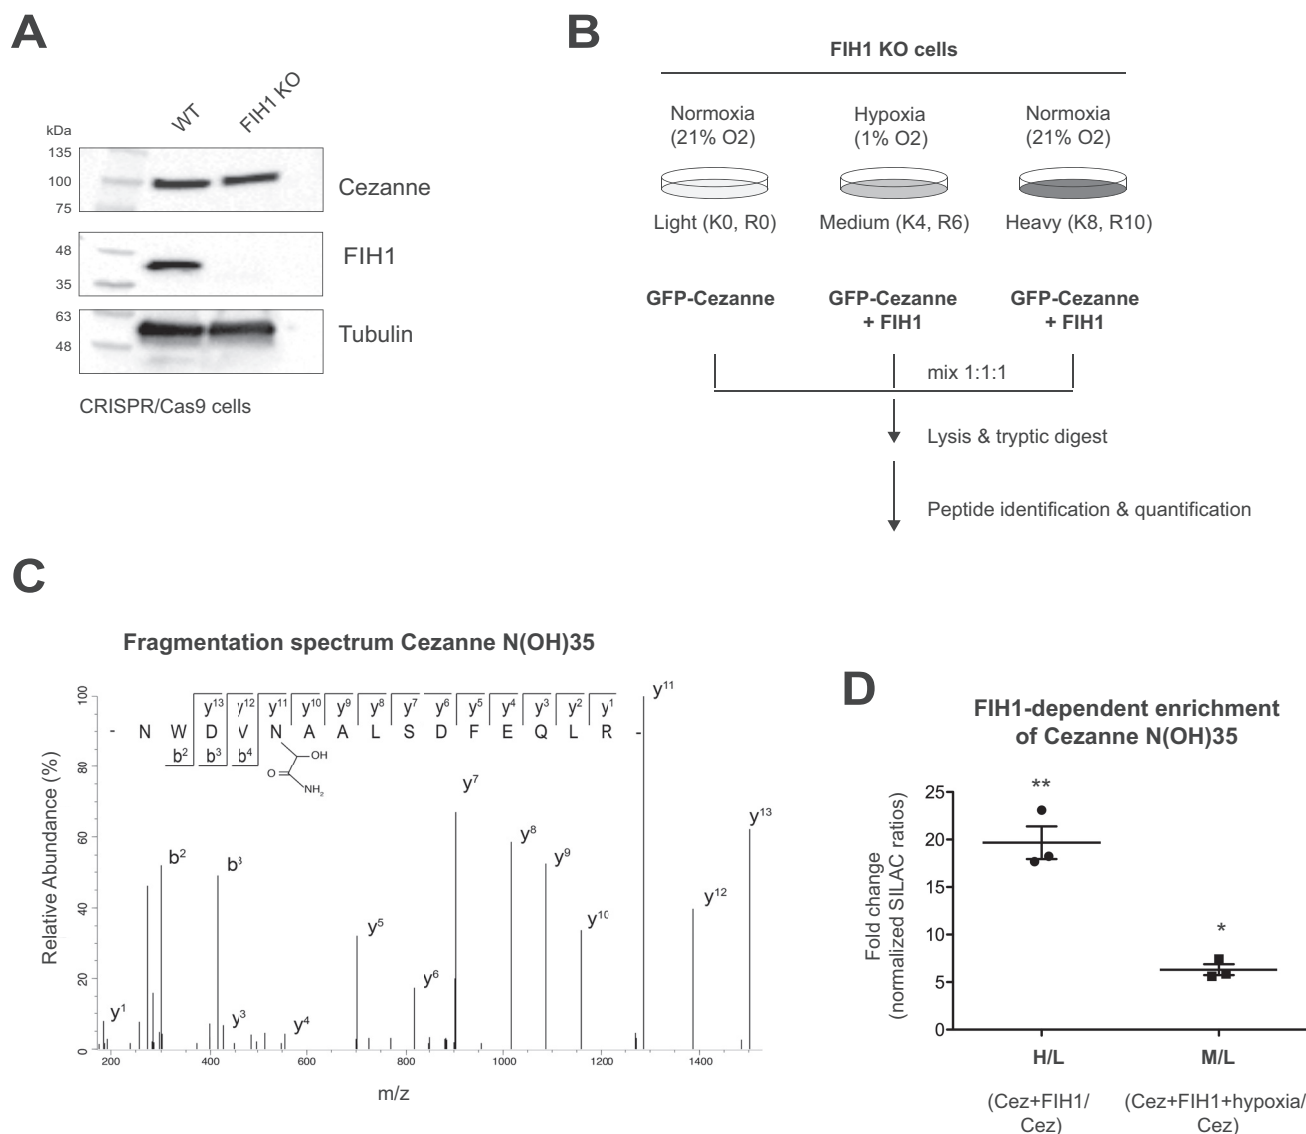 A
WT
FIH1 KO
kDa
135
100
75
Cezanne
48
35
FIH1
63
48
Tubulin
CRISPR/Cas9 cells
B
FIH1 KO cells
Normoxia
(21% O2)
Hypoxia
(1% O2)
Normoxia
(21% O2)
Light (K0, R0)
Medium (K4, R6)
Heavy (K8, R10)
GFP-Cezanne
GFP-Cezanne
+ FIH1
GFP-Cezanne
+ FIH1
mix 1:1:1
Lysis & tryptic digest
Peptide identification & quantification
C
Fragmentation spectrum Cezanne N(OH)35
Relative Abundance (%)
100
80
60
40
20
0
y13 y12 y11 y10 y9 y8 y7 y6 y5 y4 y3 y2 y1
- N W D V N A A L S D F E Q L R -
b2 b3 b4
OH
O
NH2
y1
b2
b3
y3
y4
y5
y6
y7
y8
y9
y10
y11
y12
y13
200 400 600 800 1000 1200 1400
m/z
D
FIH1-dependent enrichment
of Cezanne N(OH)35
Fold change
(normalized SILAC ratios)
25
20
15
10
5
0
**
*
H/L
M/L
(Cez+FIH1/
Cez)
(Cez+FIH1+hypoxia/
Cez)